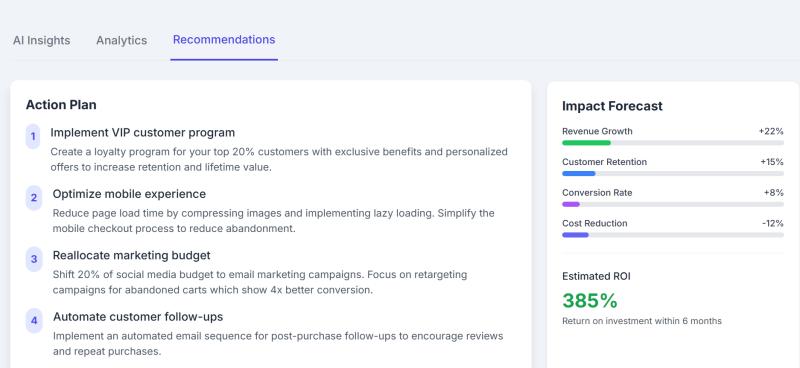 AI Insights
Analytics
Recommendations
Action Plan
1
Implement VIP customer program
Create a loyalty program for your top 20% customers with exclusive benefits and personalized
offers to increase retention and lifetime value.
2
Optimize mobile experience
Reduce page load time by compressing images and implementing lazy loading. Simplify the
mobile checkout process to reduce abandonment.
3
Reallocate marketing budget
Shift 20% of social media budget to email marketing campaigns. Focus on retargeting
campaigns for abandoned carts which show 4x better conversion.
4
Automate customer follow-ups
Implement an automated email sequence for post-purchase follow-ups to encourage reviews
and repeat purchases.
Impact Forecast
Revenue Growth +22%
Customer Retention +15%
Conversion Rate +8%
Cost Reduction -12%
Estimated ROI
385%
Return on investment within 6 months